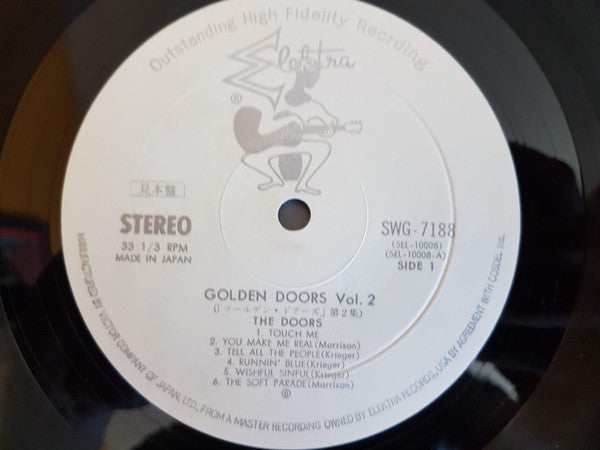 Outstanding High Fidelity Recrding
Elektra
®
見本盤
STEREO
33 1/3 RPM
MADE IN JAPAN
SWG-7188
(SEL-10008)
(SEL-10008-A)
SIDE 1
GOLDEN DOORS Vol. 2
(「ゴールデン・ドアーズ」第2集)
THE DOORS
1. TOUCH ME
2. YOU MAKE ME REAL(Morrison)
3. TELL ALL THE PEOPLE(Krieger)
4. RUNNIN' BLUE(Krieger)
5. WISHFUL SINFUL(Krieger)
6. THE SOFT PARADE(Morrison)
MANUFACTURED BY VICTOR COMPANY OF JAPAN, LTD., FROM A MASTER RECORDING OWNED BY ELEKTRA RECORDS, USA BY AGREEMENT WITH COSDEL Inc.